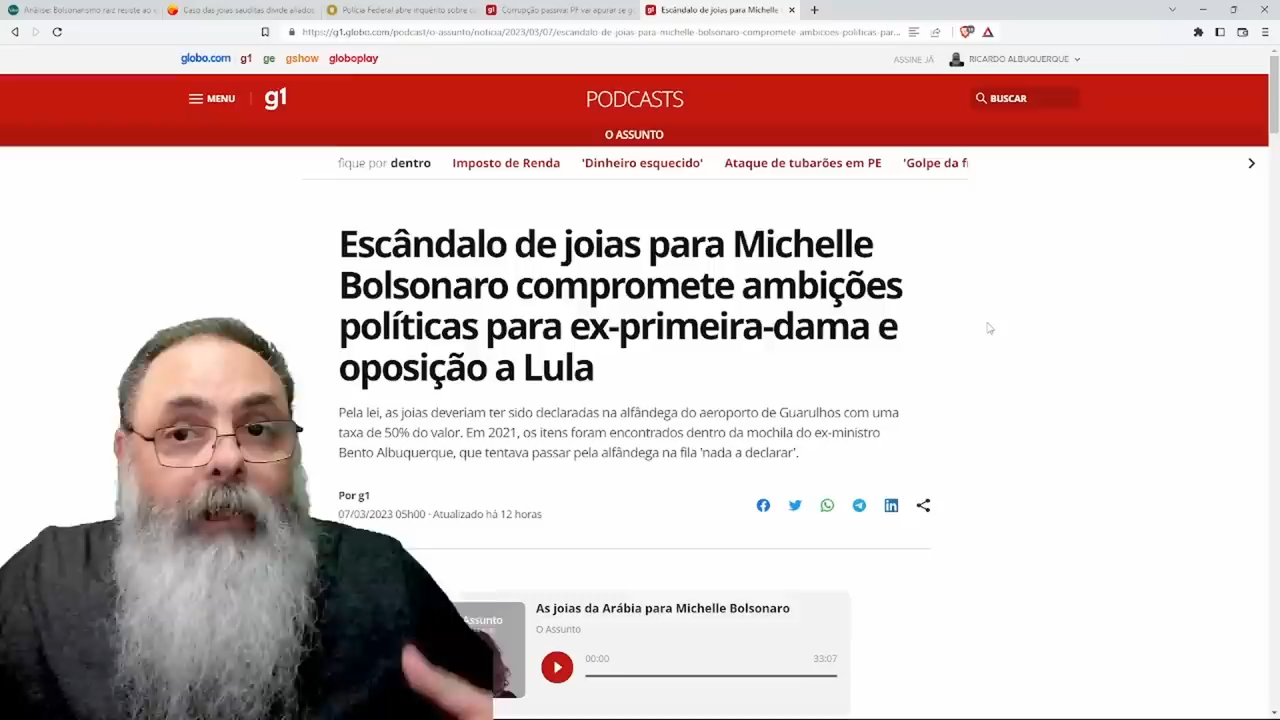 Análise: Bolsonarismo raiz resiste ao
Caso das joias sauditas divide aliados
Polícia Federal abre inquérito sobre
Corrupção passiva: PF vai apurar se
Escândalo de joias para Michelle
https://g1.globo.com/podcast/o-assunto/noticia/2023/03/07/escandalo-de-joias-para-michelle-bolsonaro-compromete-ambicoes-politicas-par...
globo.com g1 ge gshow globoplay
ASSINE JÁ
RICARDO ALBUQUERQUE
MENU
g1
PODCASTS
BUSCAR
O ASSUNTO
fique por dentro Imposto de Renda 'Dinheiro esquecido' Ataque de tubarões em PE 'Golpe da
Escândalo de joias para Michelle
Bolsonaro compromete ambições
políticas para ex-primeira-dama e
oposição a Lula
Pela lei, as joias deveriam ter sido declaradas na alfândega do aeroporto de Guarulhos com uma
taxa de 50% do valor. Em 2021, os itens foram encontrados dentro da mochila do ex-ministro
Bento Albuquerque, que tentava passar pela alfândega na fila 'nada a declarar'.
Por g1
07/03/2023 05h00 · Atualizado há 12 horas
Assunto
As joias da Arábia para Michelle Bolsonaro
O Assunto
00:00
33:07